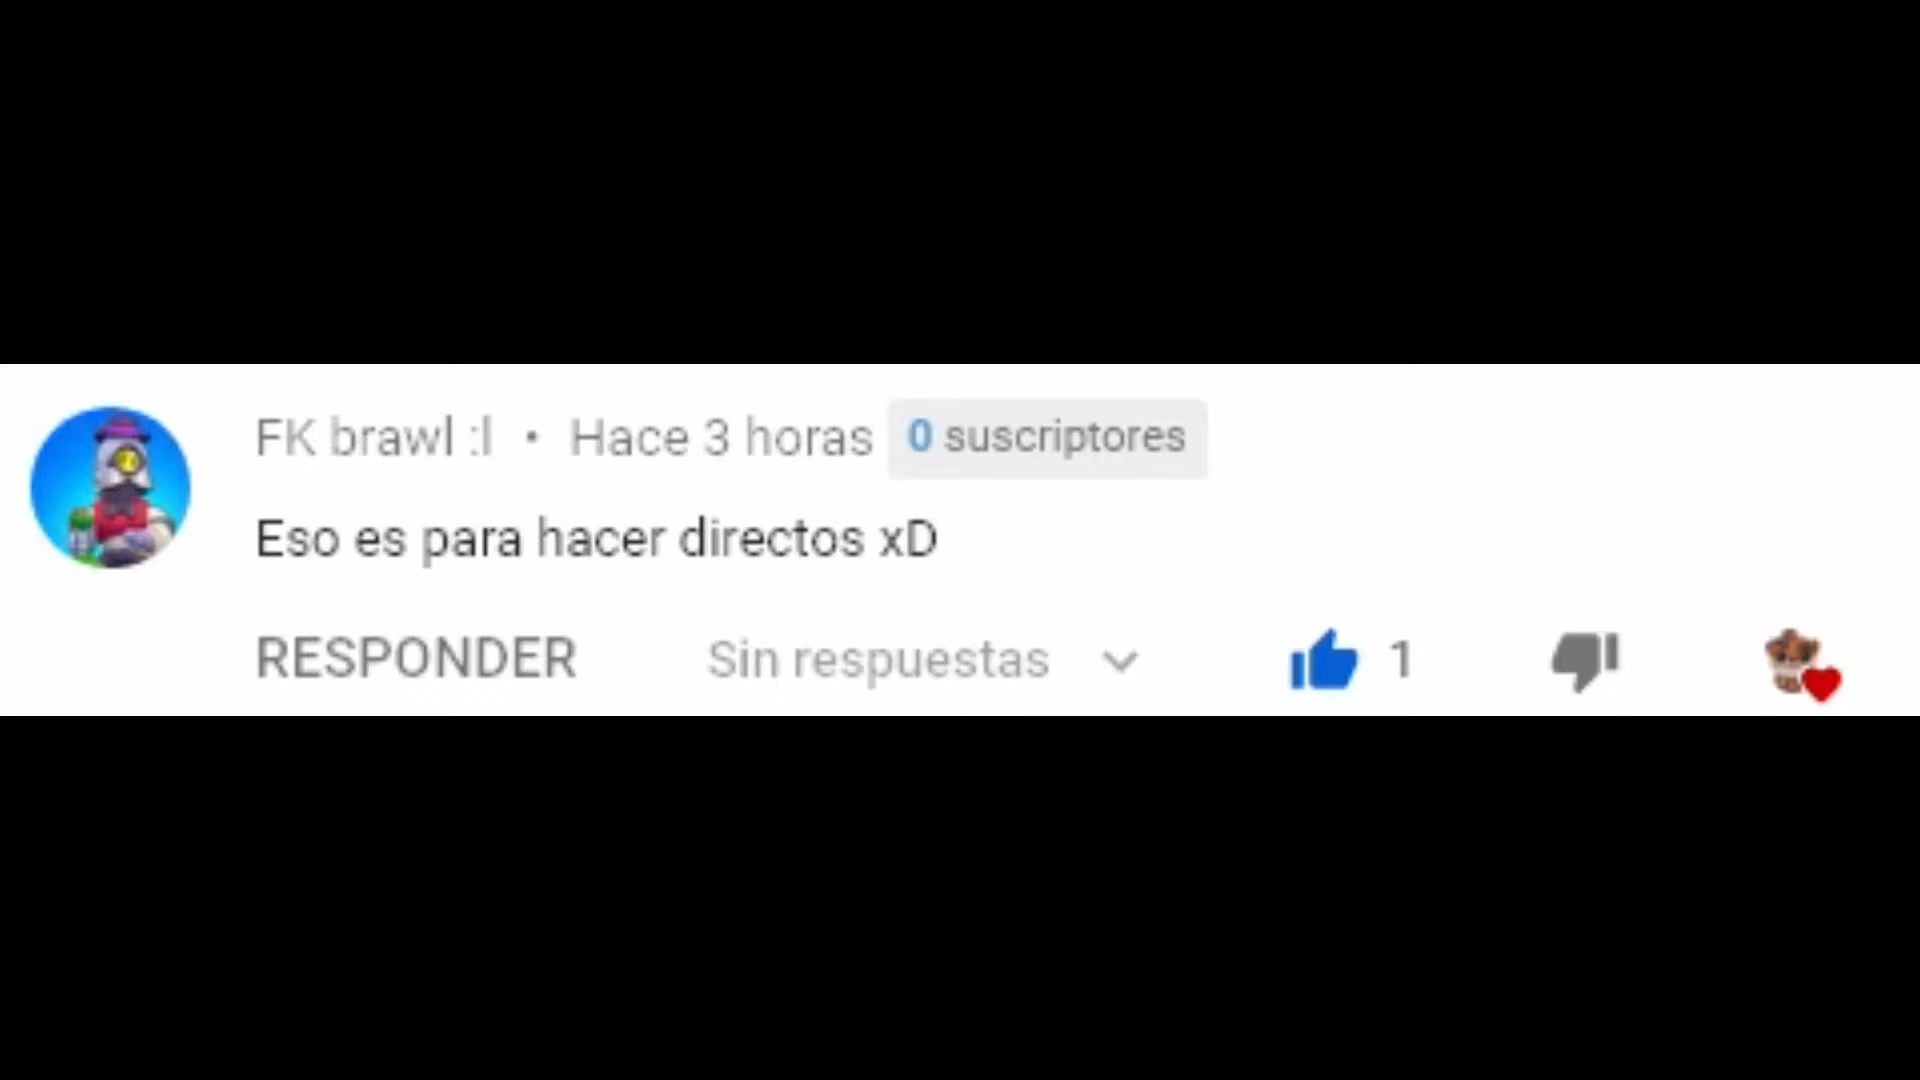 FK brawl :l • Hace 3 horas 0 suscriptores
Eso es para hacer directos xD
RESPONDER Sin respuestas 1